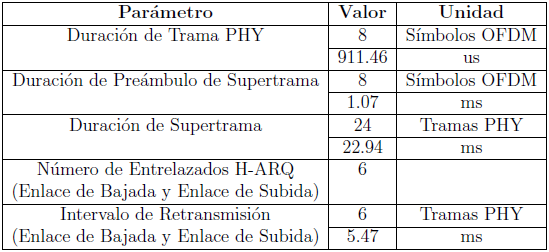 Parámetro Valor Unidad
Duración de Trama PHY 8 Símbolos OFDM
911.46 us
Duración de Preámbulo de Supertrama 8 Símbolos OFDM
1.07 ms
Duración de Supertrama 24 Tramas PHY
22.94 ms
Número de Entrelazados H-ARQ 6
(Enlace de Bajada y Enlace de Subida)
Intervalo de Retransmisión 6 Tramas PHY
(Enlace de Bajada y Enlace de Subida) 5.47 ms